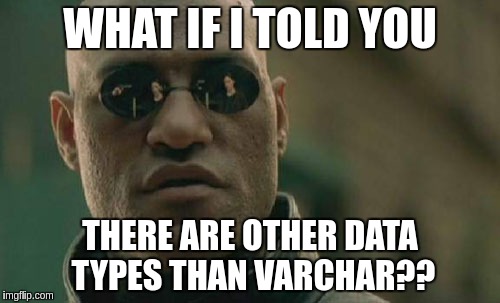 WHAT IF I TOLD YOU
THERE ARE OTHER DATA
TYPES THAN VARCHAR??
imgflip.com